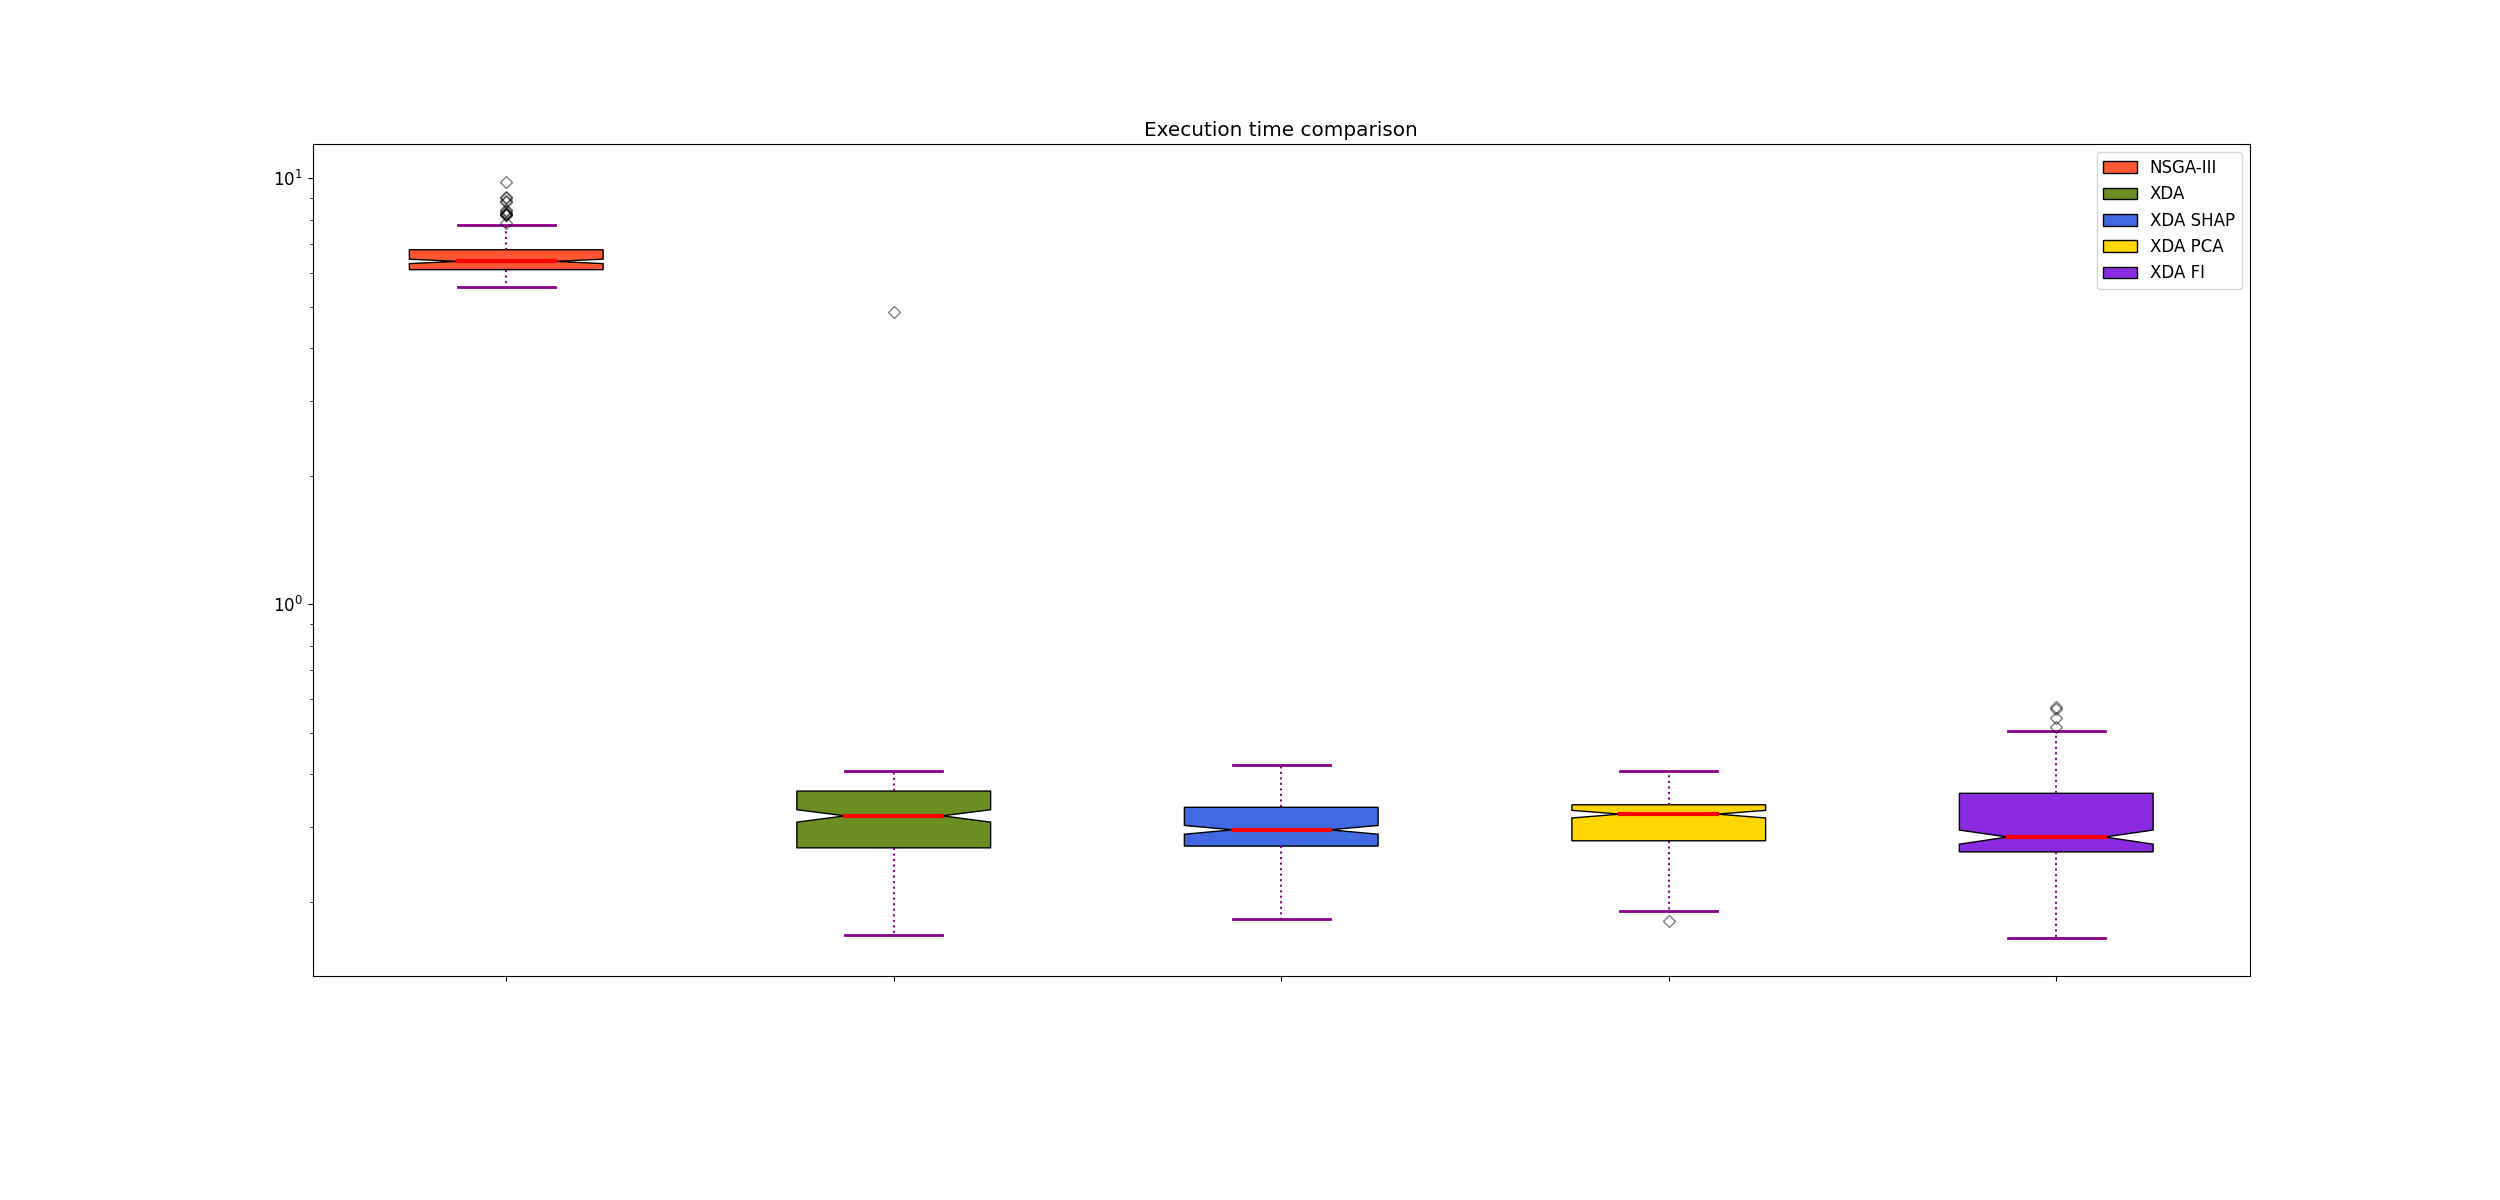 Execution time comparison
10¹
10⁰
NSGA-III
XDA
XDA SHAP
XDA PCA
XDA FI